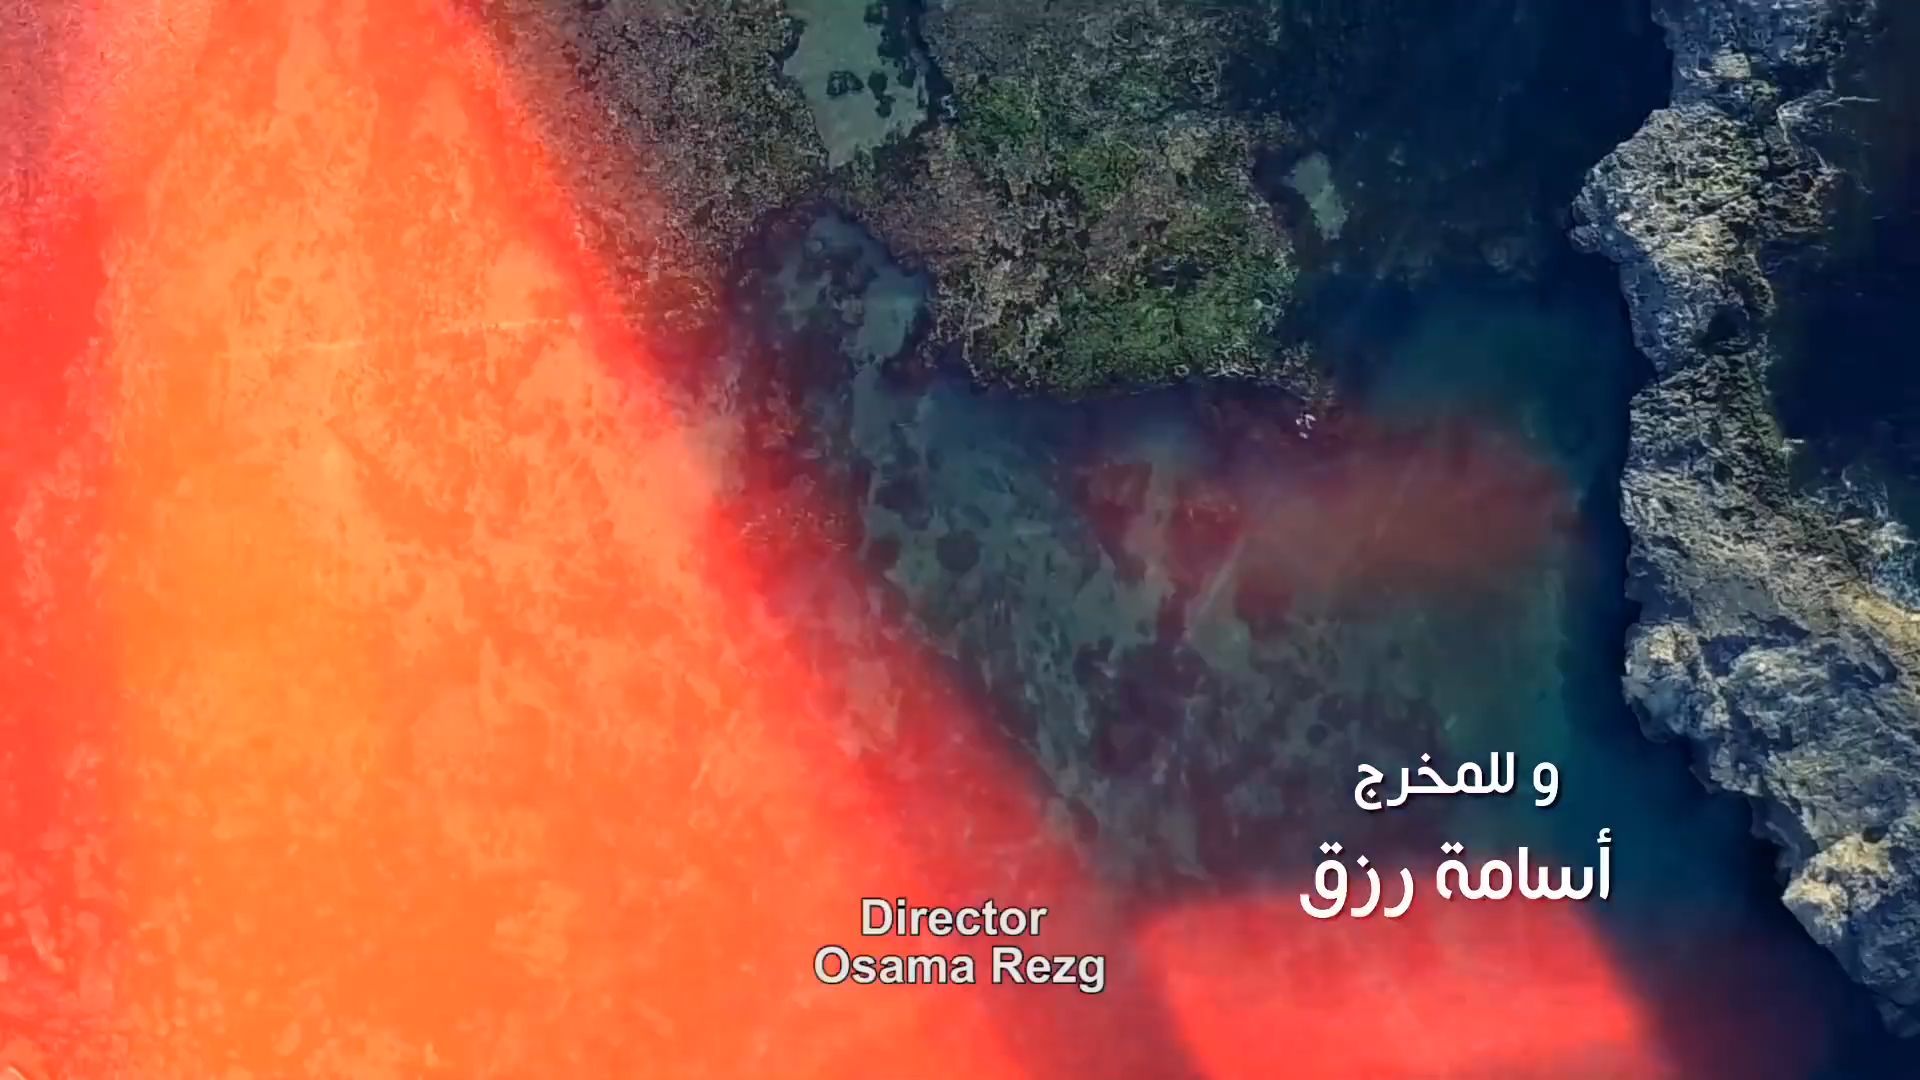 و للمخرج
أسامة رزق
Director
Osama Rezg